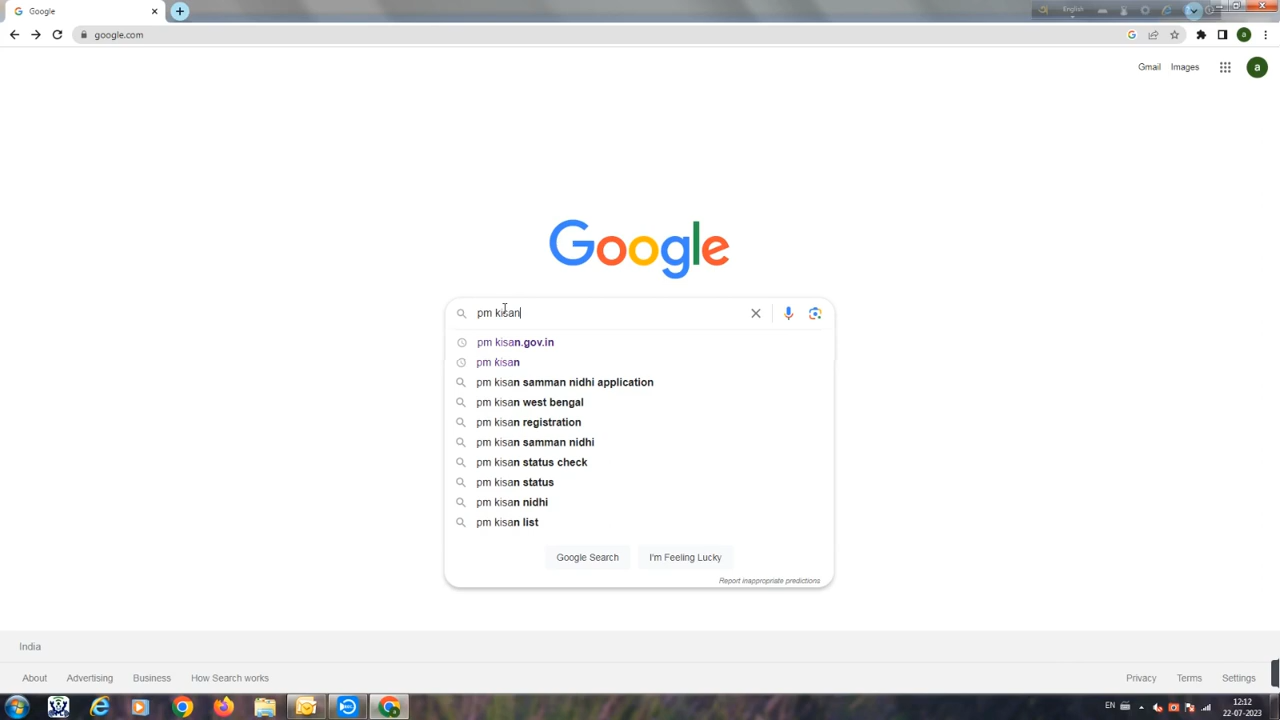 Google
google.com
English
a
Gmail Images
a
Google
pm kisan
pm kisan.gov.in
pm kisan
pm kisan samman nidhi application
pm kisan west bengal
pm kisan registration
pm kisan samman nidhi
pm kisan status check
pm kisan status
pm kisan nidhi
pm kisan list
Google Search I'm Feeling Lucky
Report inappropriate predictions
India
About Advertising Business How Search works Privacy Terms Settings
EN
12:12
22-07-2023